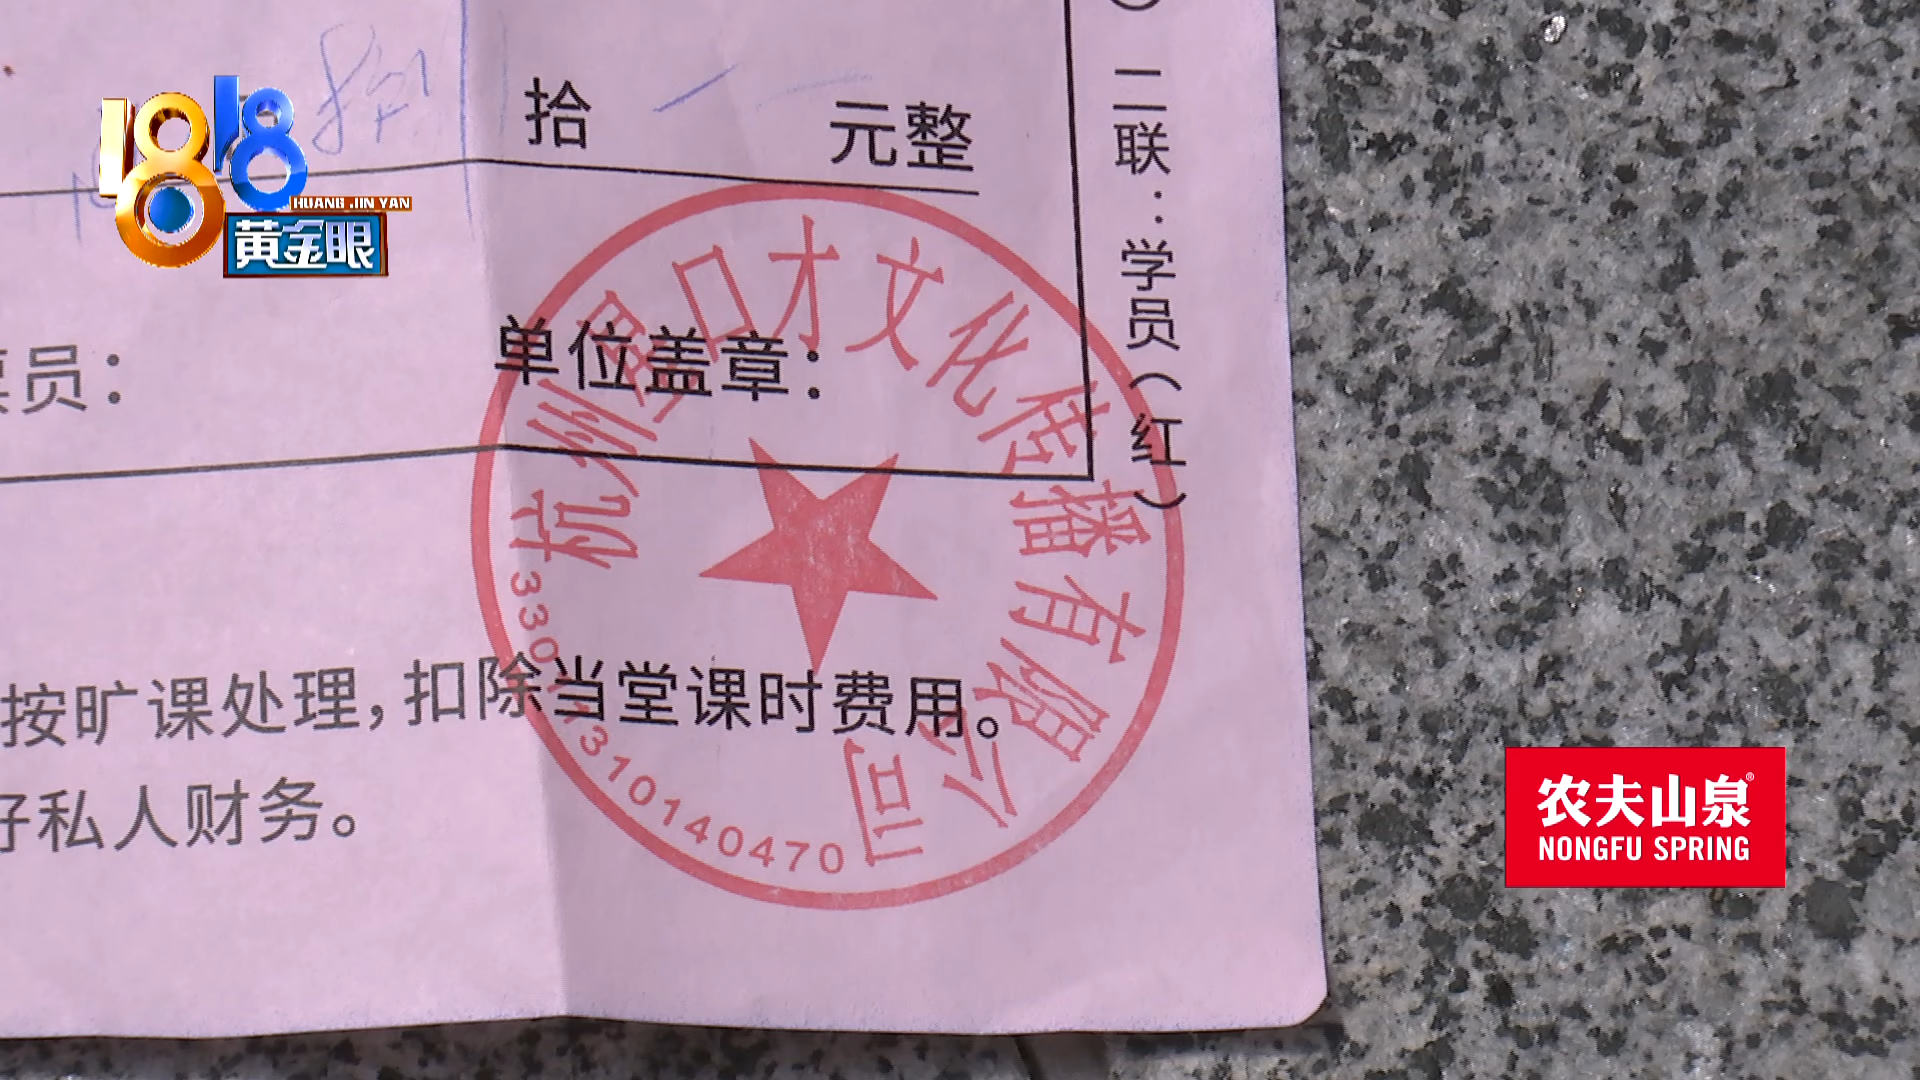 1818
HUANG JIN YAN
黄金眼
拾
元整
二联：学员（红）
员：
单位盖章：
口才文化传播有限公司
杭州
310140470
按旷课处理，扣除当堂课时费用。
好私人财务。
农夫山泉®
NONGFU SPRING